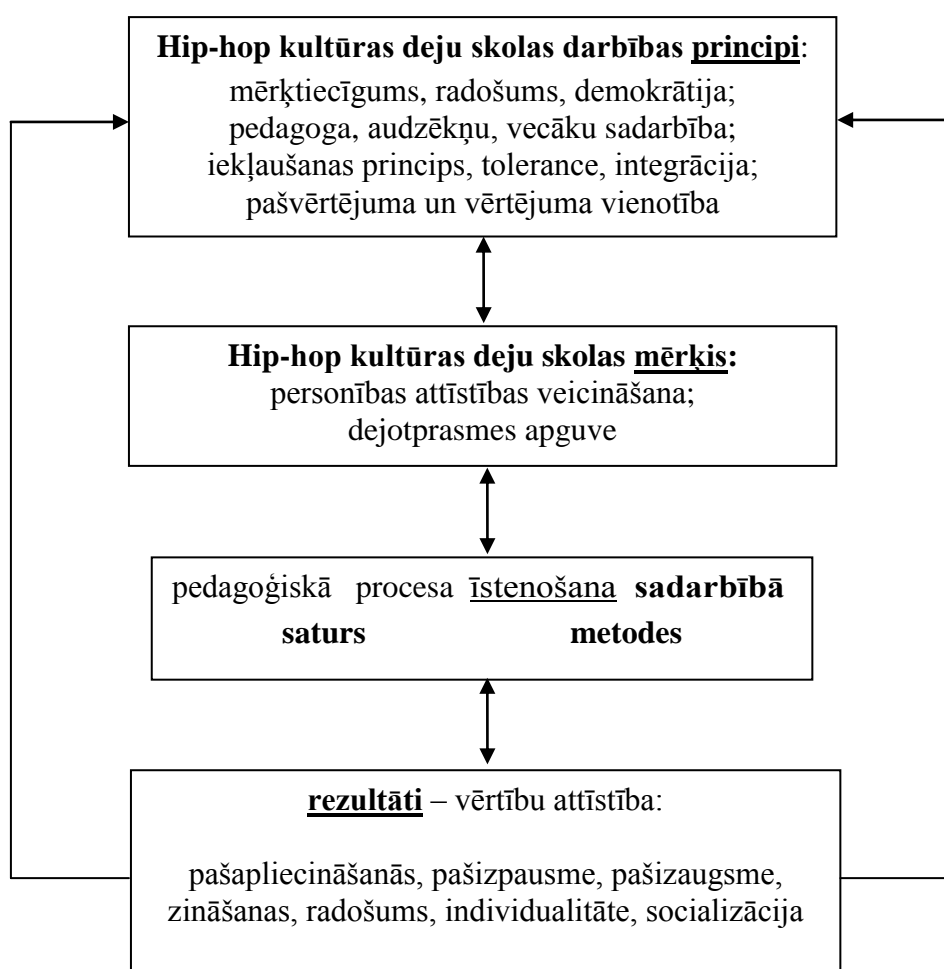 Hip-hop kultūras deju skolas darbības principi:
mērķtiecīgums, radošums, demokrātija;
pedagoga, audzēkņu, vecāku sadarbība;
iekļaušanas princips, tolerance, integrācija;
pašvērtējuma un vērtējuma vienotība
Hip-hop kultūras deju skolas mērķis:
personības attīstības veicināšana;
dejotprasmes apguve
pedagoģiskā procesa īstenošana sadarbībā
saturs metodes
rezultāti – vērtību attīstība:
pašapliecināšanās, pašizpausme, pašizaugsme,
zināšanas, radošums, individualitāte, socializācija